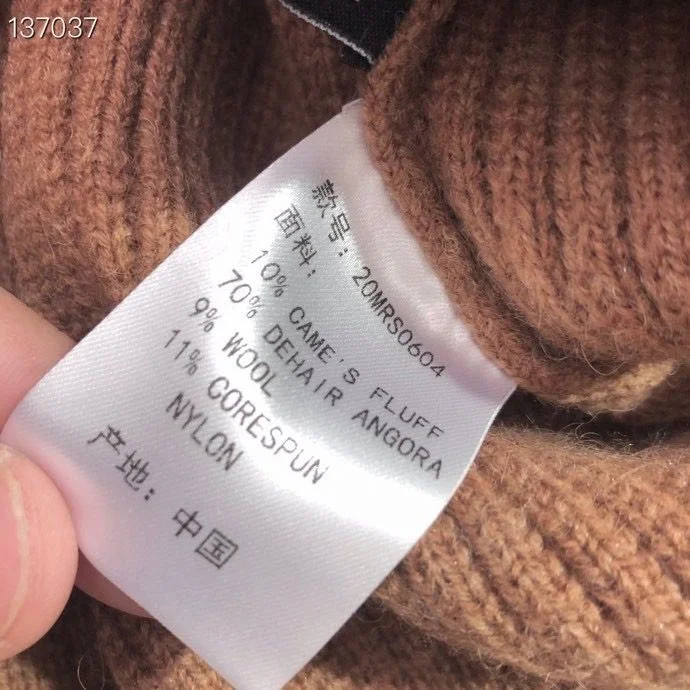 137037
款号: 20MRS0604
面料:
10% CAME'S FLUFF
70% DEHAIR ANGORA
9% WOOL
11% CORESPUN
NYLON
产地: 中国